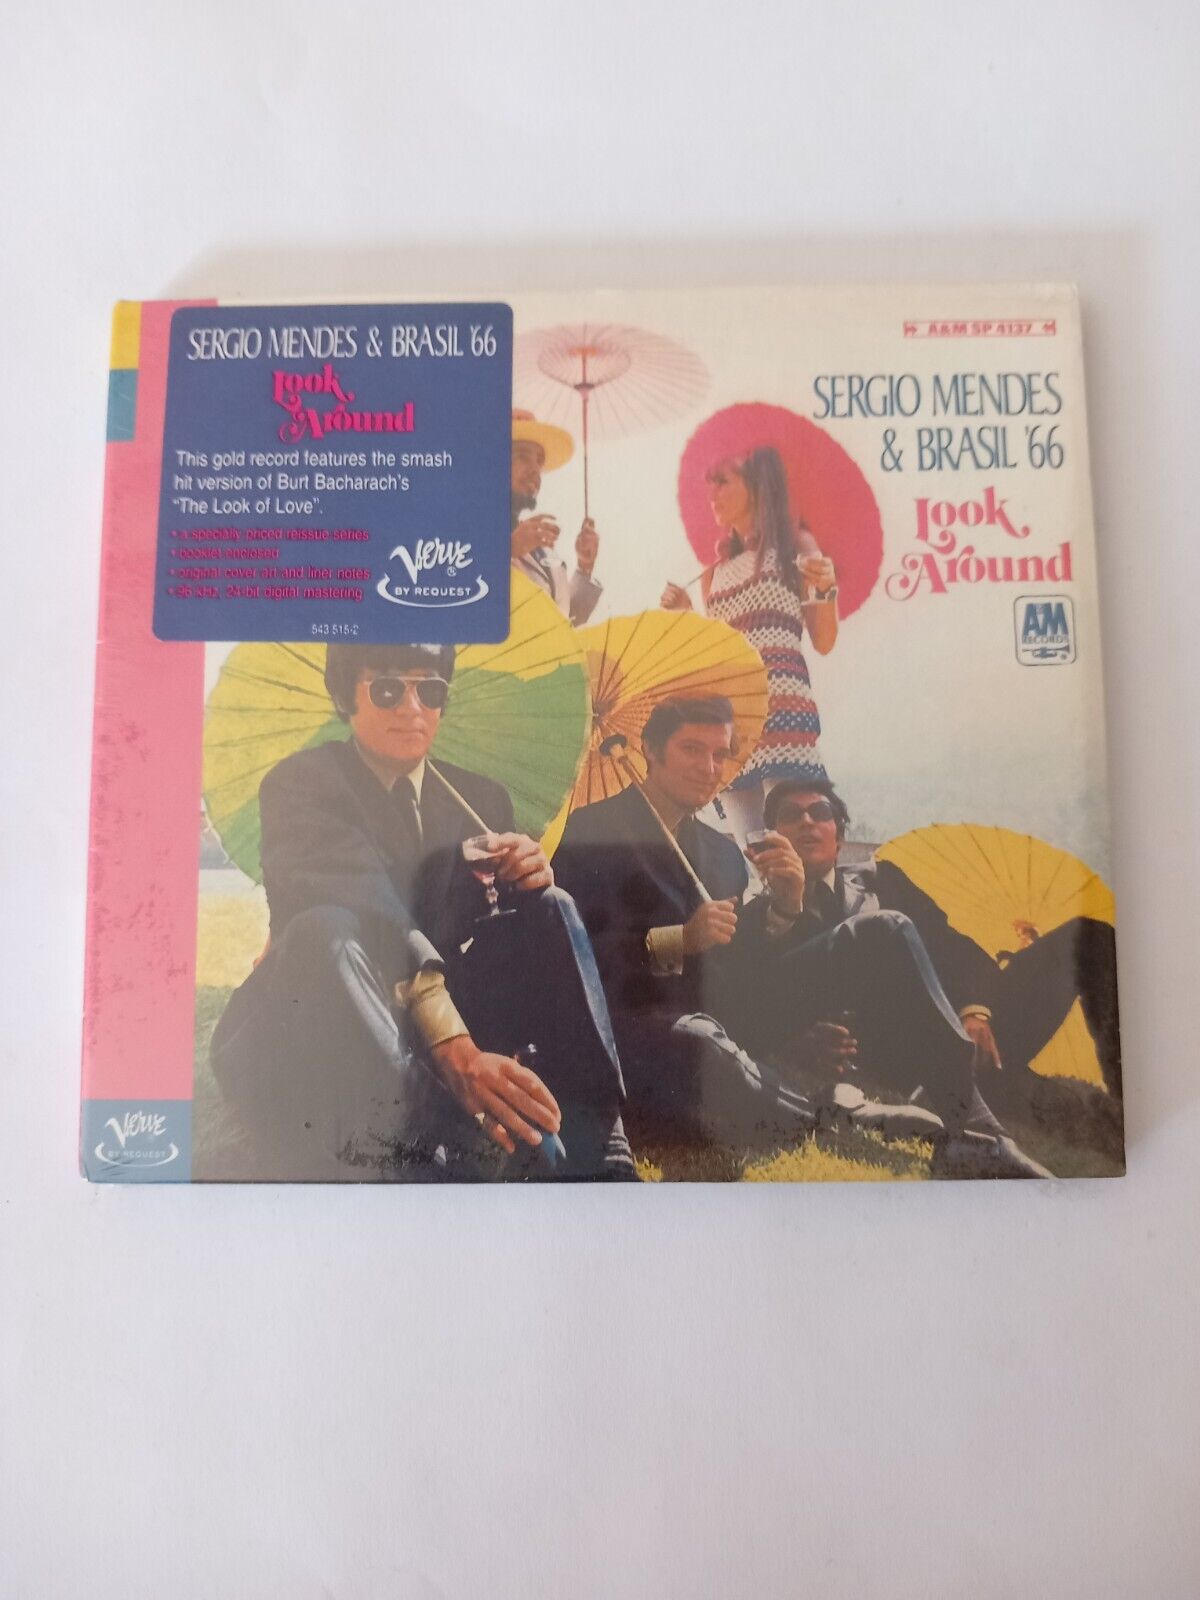 SERGIO MENDES & BRASIL '66
Look
Around
This gold record features the smash
hit version of Burt Bacharach's
"The Look of Love".
• a specially priced reissue series
• booklet enclosed
• original cover art and liner notes
• 96 kHz, 24-bit digital mastering
VERVE
BY REQUEST
543 515-2
A&M SP 4137
SERGIO MENDES
& BRASIL '66
Look
Around
A&M
RECORDS
VERVE
BY REQUEST